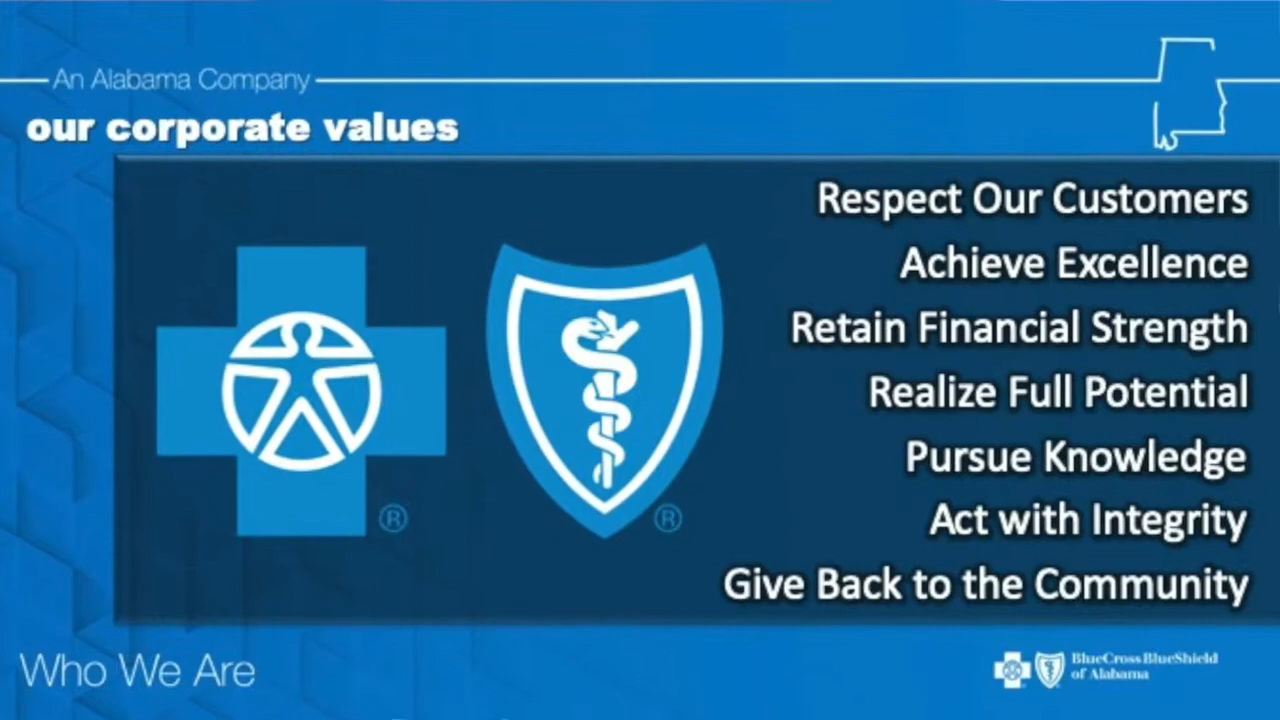 An Alabama Company
our corporate values
Respect Our Customers
Achieve Excellence
Retain Financial Strength
Realize Full Potential
Pursue Knowledge
Act with Integrity
Give Back to the Community
®
®
Who We Are
BlueCross BlueShield
of Alabama